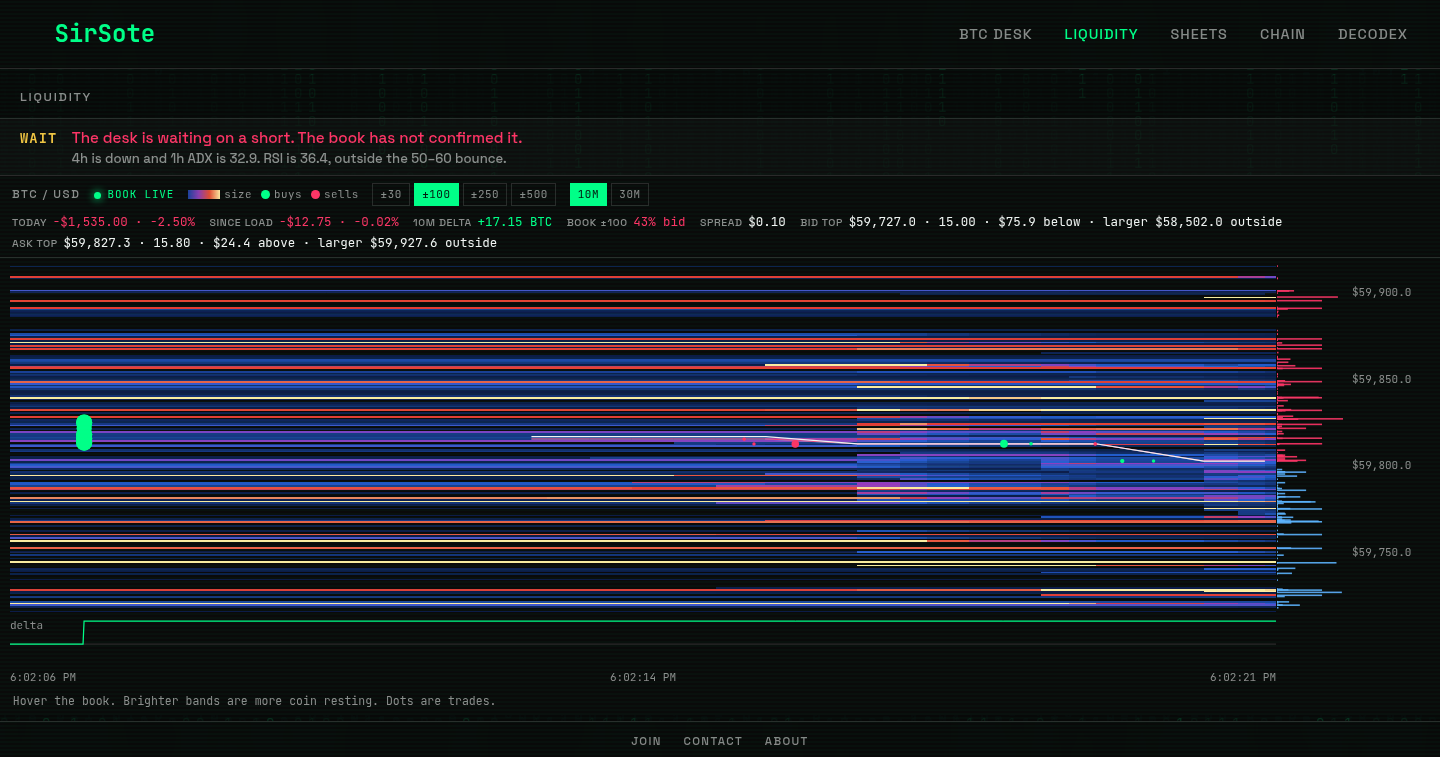 SirSote
BTC DESK LIQUIDITY SHEETS CHAIN DECODEX
LIQUIDITY
WAIT The desk is waiting on a short. The book has not confirmed it.
4h is down and 1h ADX is 32.9. RSI is 36.4, outside the 50–60 bounce.
BTC / USD BOOK LIVE size buys sells ±30 ±100 ±250 ±500 10M 30M
TODAY -$1,535.00 · -2.50% SINCE LOAD -$12.75 · -0.02% 10M DELTA +17.15 BTC BOOK ±100 43% bid SPREAD $0.10 BID TOP $59,727.0 · 15.00 · $75.9 below · larger $58,502.0 outside
ASK TOP $59,827.3 · 15.80 · $24.4 above · larger $59,927.6 outside
$59,900.0
$59,850.0
$59,800.0
$59,750.0
delta
6:02:06 PM 6:02:14 PM 6:02:21 PM
Hover the book. Brighter bands are more coin resting. Dots are trades.
JOIN CONTACT ABOUT